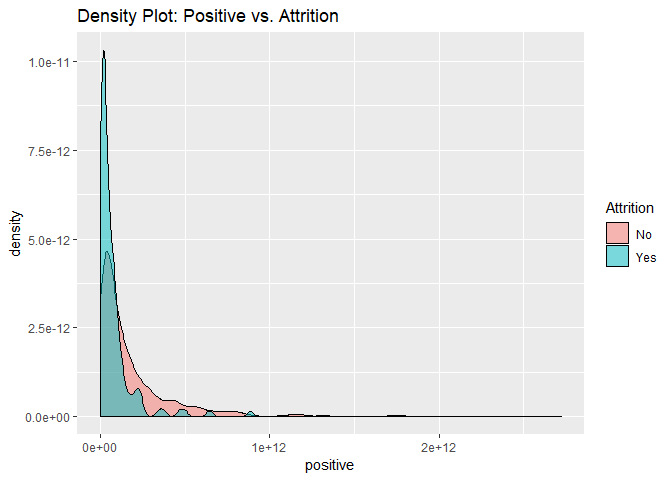 Density Plot: Positive vs. Attrition
1.0e-11
7.5e-12
5.0e-12
2.5e-12
0.0e+00
density
0e+00
1e+12
2e+12
positive
Attrition
No
Yes